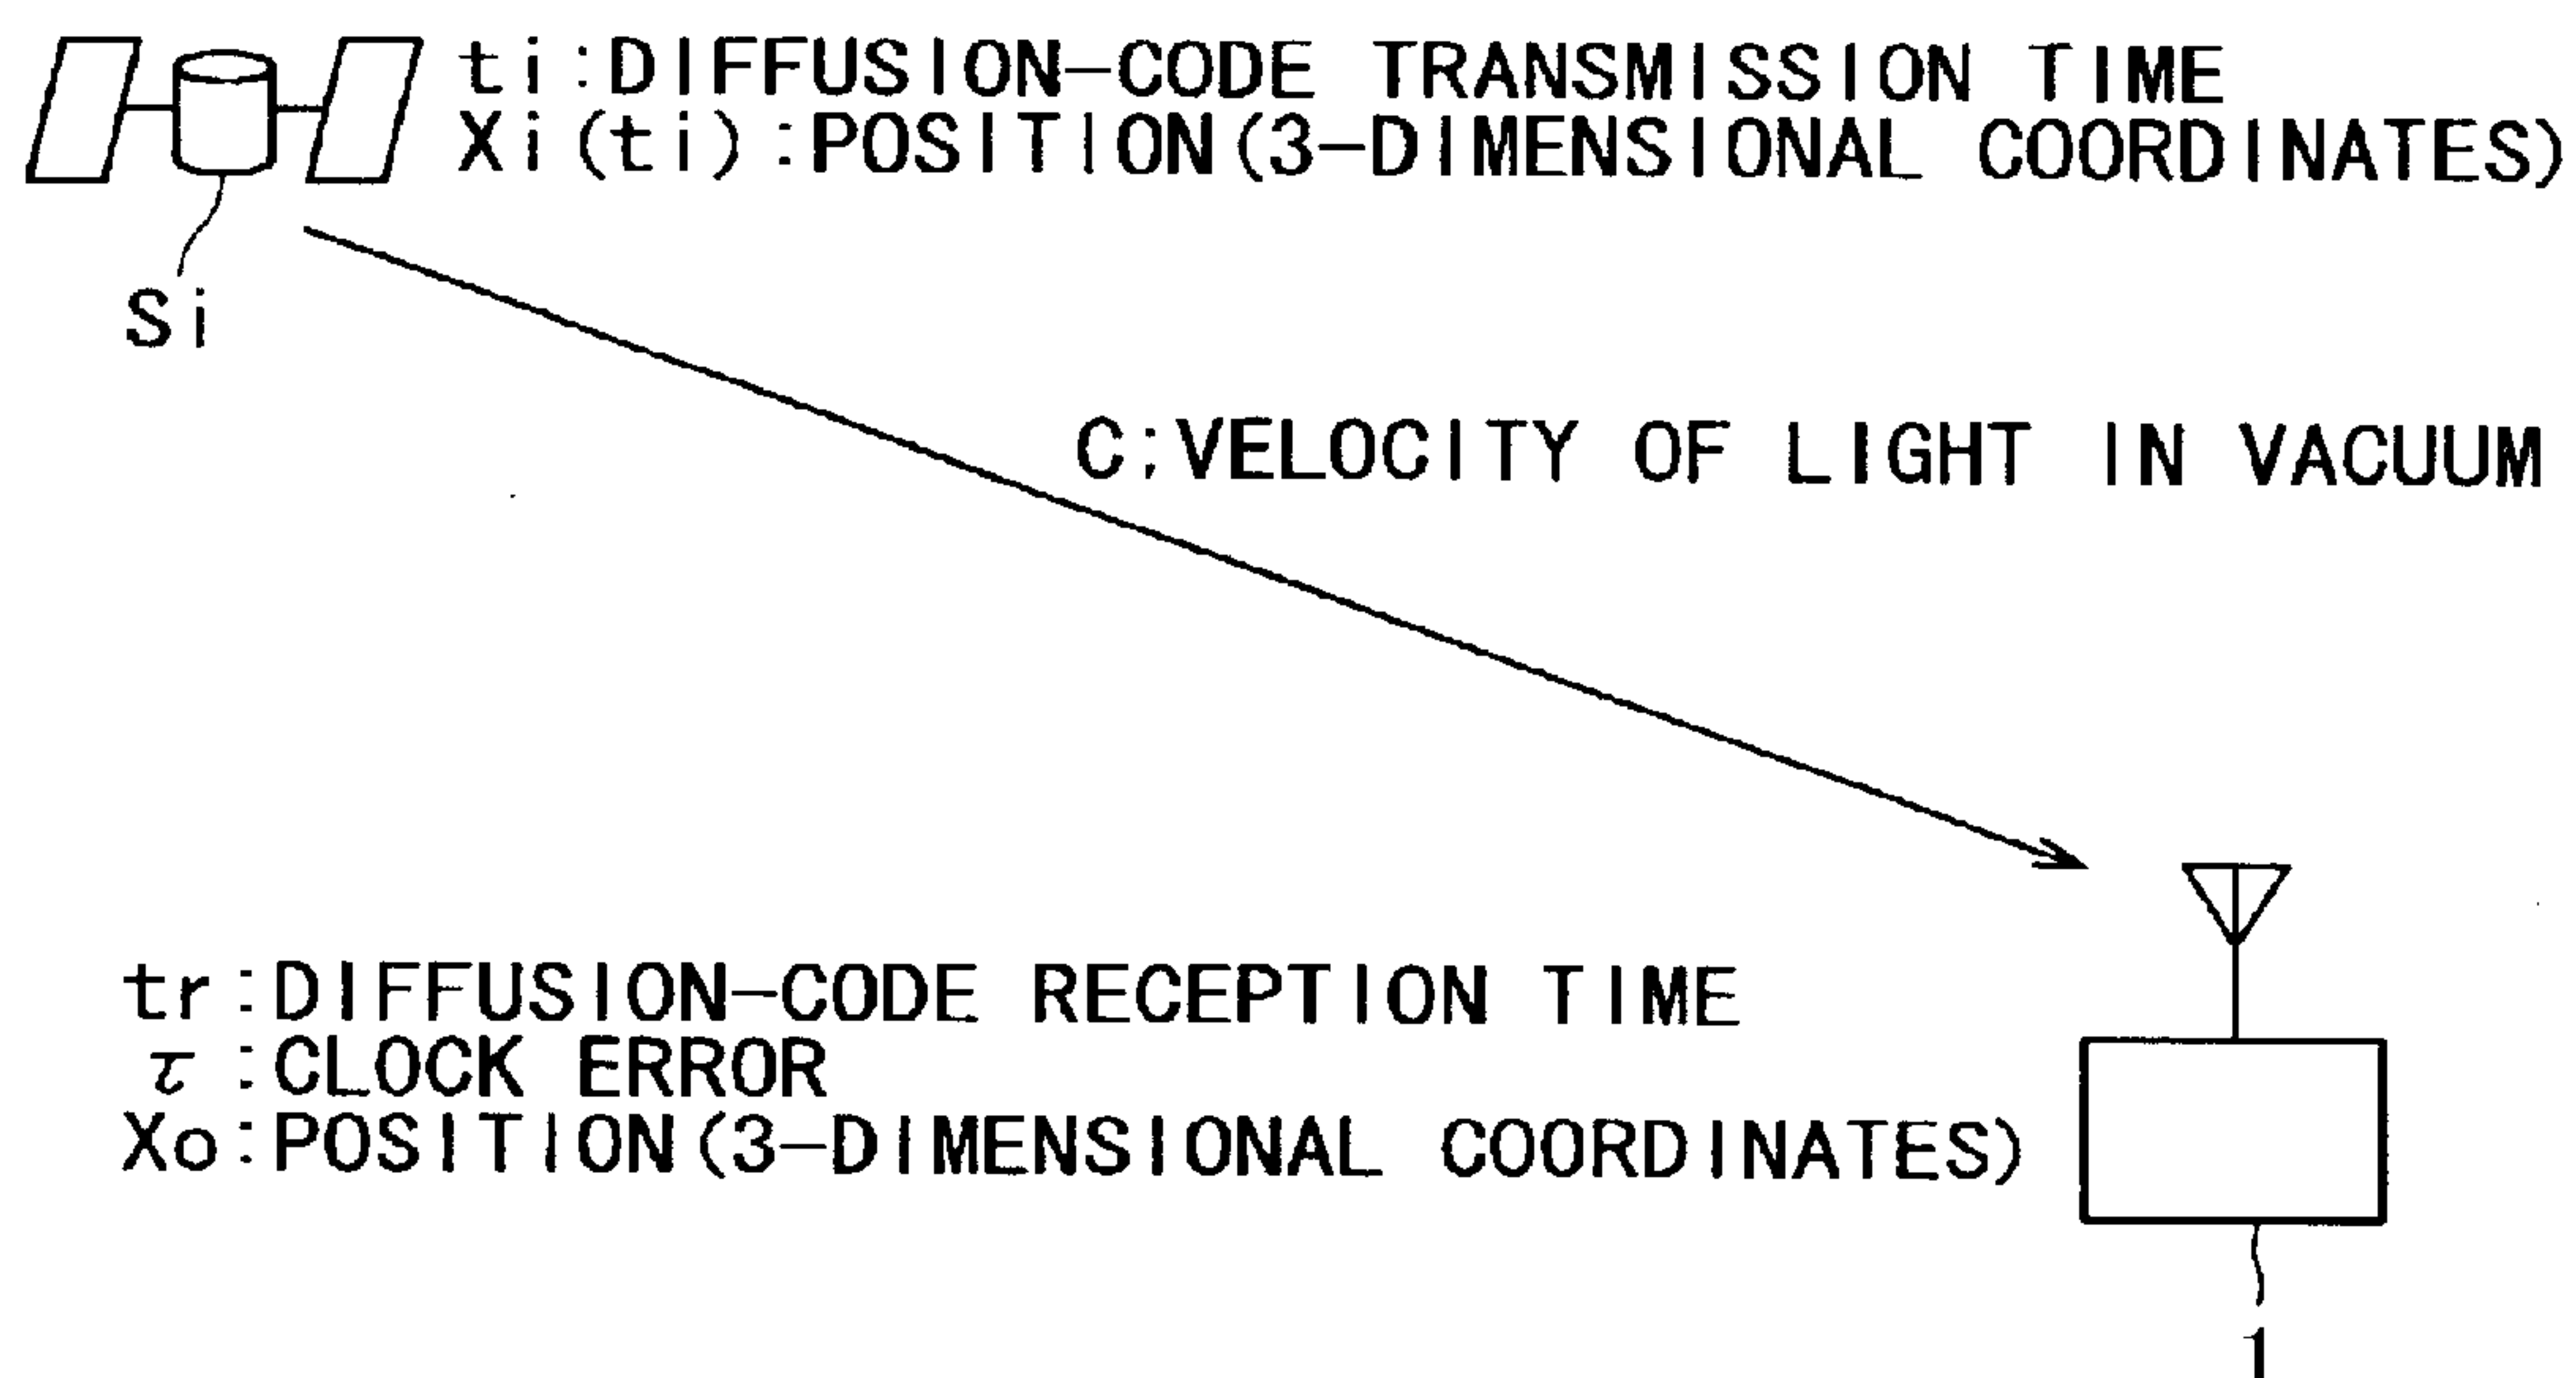 ti:DIFFUSION-CODE TRANSMISSION TIME
Xi(ti):POSITION(3-DIMENSIONAL COORDINATES)
Si
C:VELOCITY OF LIGHT IN VACUUM
tr:DIFFUSION-CODE RECEPTION TIME
τ:CLOCK ERROR
Xo:POSITION(3-DIMENSIONAL COORDINATES)
1